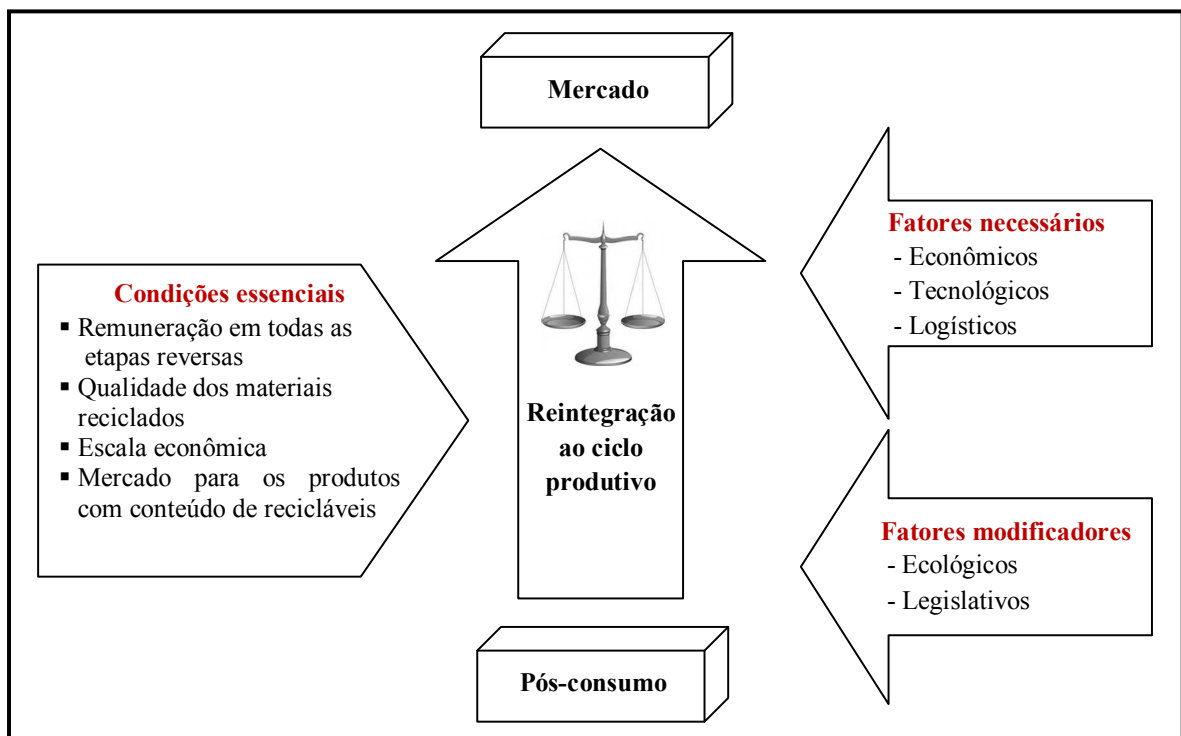 Mercado
Condições essenciais
▪ Remuneração em todas as
etapas reversas
▪ Qualidade dos materiais
reciclados
▪ Escala econômica
▪ Mercado para os produtos
com conteúdo de recicláveis
Reintegração
ao ciclo
produtivo
Fatores necessários
- Econômicos
- Tecnológicos
- Logísticos
Fatores modificadores
- Ecológicos
- Legislativos
Pós-consumo